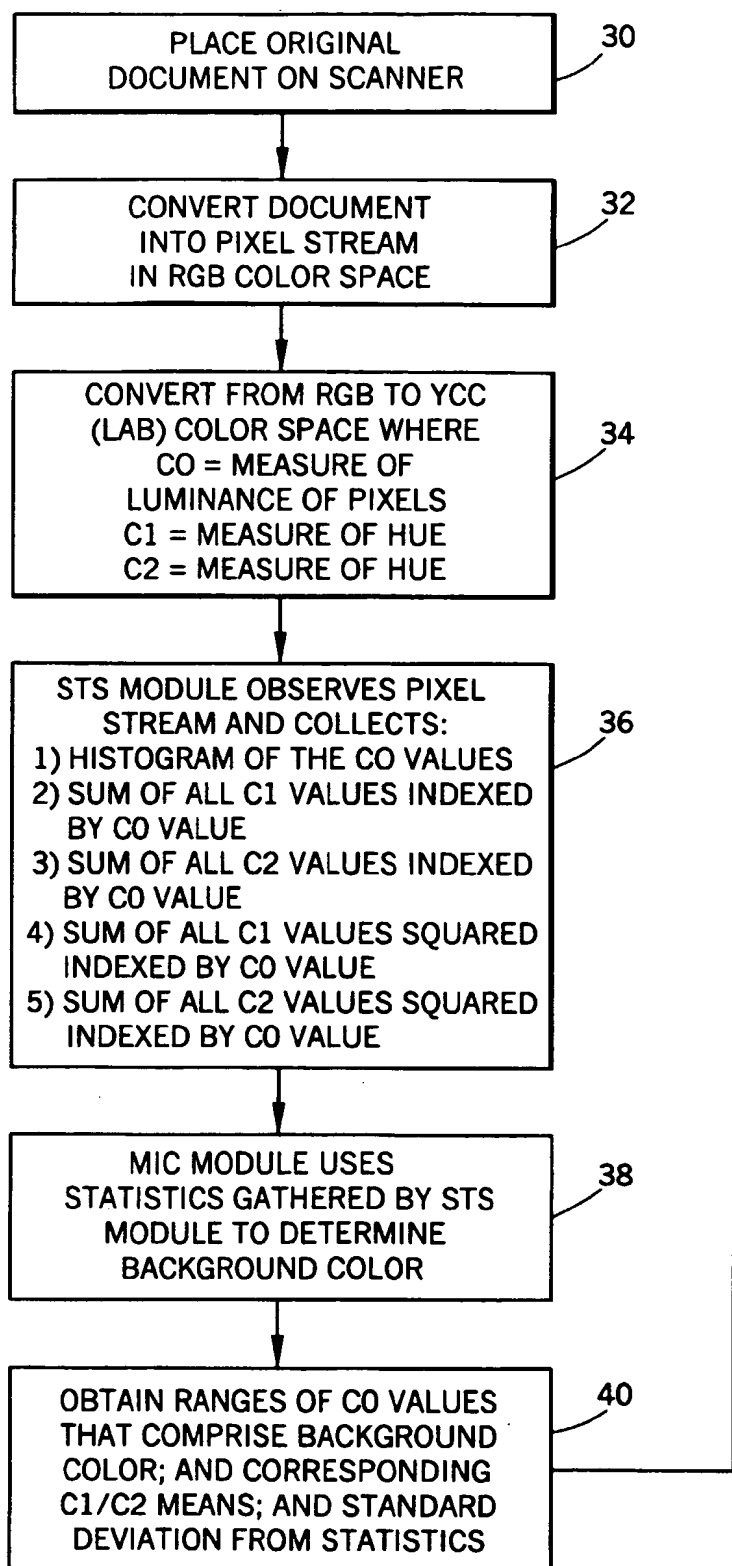 PLACE ORIGINAL
DOCUMENT ON SCANNER
30
CONVERT DOCUMENT
INTO PIXEL STREAM
IN RGB COLOR SPACE
32
CONVERT FROM RGB TO YCC
(LAB) COLOR SPACE WHERE
CO = MEASURE OF
LUMINANCE OF PIXELS
C1 = MEASURE OF HUE
C2 = MEASURE OF HUE
34
STS MODULE OBSERVES PIXEL
STREAM AND COLLECTS:
1) HISTOGRAM OF THE CO VALUES
2) SUM OF ALL C1 VALUES INDEXED
BY CO VALUE
3) SUM OF ALL C2 VALUES INDEXED
BY CO VALUE
4) SUM OF ALL C1 VALUES SQUARED
INDEXED BY CO VALUE
5) SUM OF ALL C2 VALUES SQUARED
INDEXED BY CO VALUE
36
MIC MODULE USES
STATISTICS GATHERED BY STS
MODULE TO DETERMINE
BACKGROUND COLOR
38
OBTAIN RANGES OF CO VALUES
THAT COMPRISE BACKGROUND
COLOR; AND CORRESPONDING
C1/C2 MEANS; AND STANDARD
DEVIATION FROM STATISTICS
40